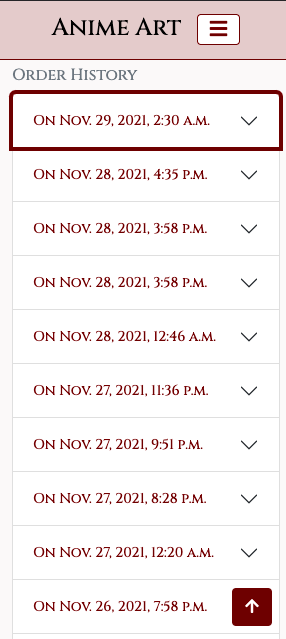 Anime Art
Order History
On Nov. 29, 2021, 2:30 a.m.
On Nov. 28, 2021, 4:35 p.m.
On Nov. 28, 2021, 3:58 p.m.
On Nov. 28, 2021, 3:58 p.m.
On Nov. 28, 2021, 12:46 a.m.
On Nov. 27, 2021, 11:36 p.m.
On Nov. 27, 2021, 9:51 p.m.
On Nov. 27, 2021, 8:28 p.m.
On Nov. 27, 2021, 12:20 a.m.
On Nov. 26, 2021, 7:58 p.m.